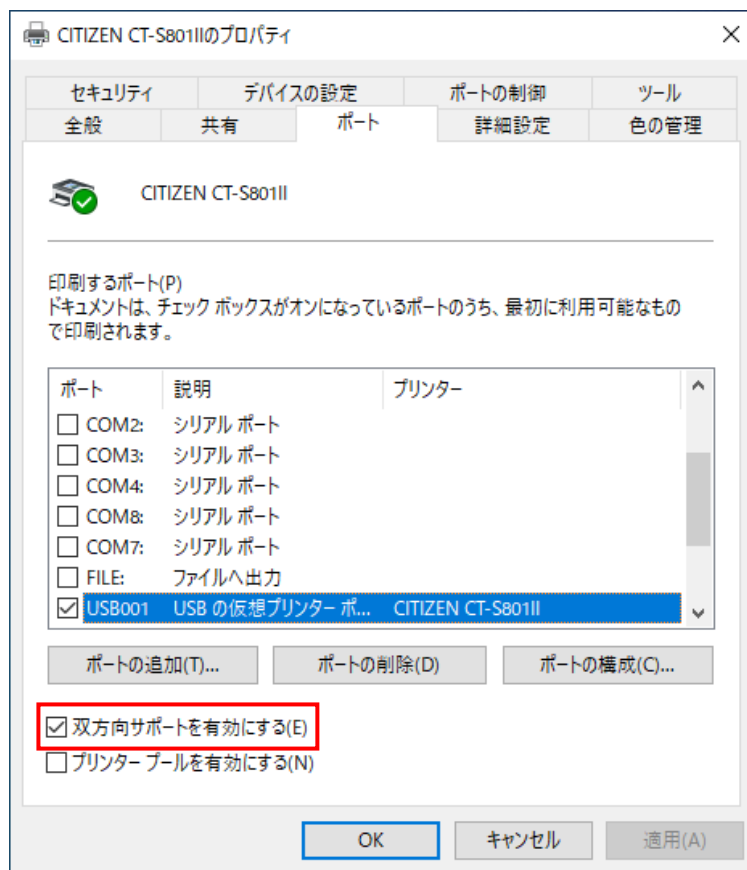 CITIZEN CT-S801IIのプロパティ
セキュリティ デバイスの設定 ポートの制御 ツール
全般 共有 ポート 詳細設定 色の管理
CITIZEN CT-S801II
印刷するポート(P)
ドキュメントは、チェック ボックスがオンになっているポートのうち、最初に利用可能なもの
で印刷されます。
ポート 説明 プリンター
COM2: シリアル ポート
COM3: シリアル ポート
COM4: シリアル ポート
COM8: シリアル ポート
COM7: シリアル ポート
FILE: ファイルへ出力
USB001 USB の仮想プリンター ポ... CITIZEN CT-S801II
ポートの追加(T)... ポートの削除(D) ポートの構成(C)...
双方向サポートを有効にする(E)
プリンター プールを有効にする(N)
OK キャンセル 適用(A)